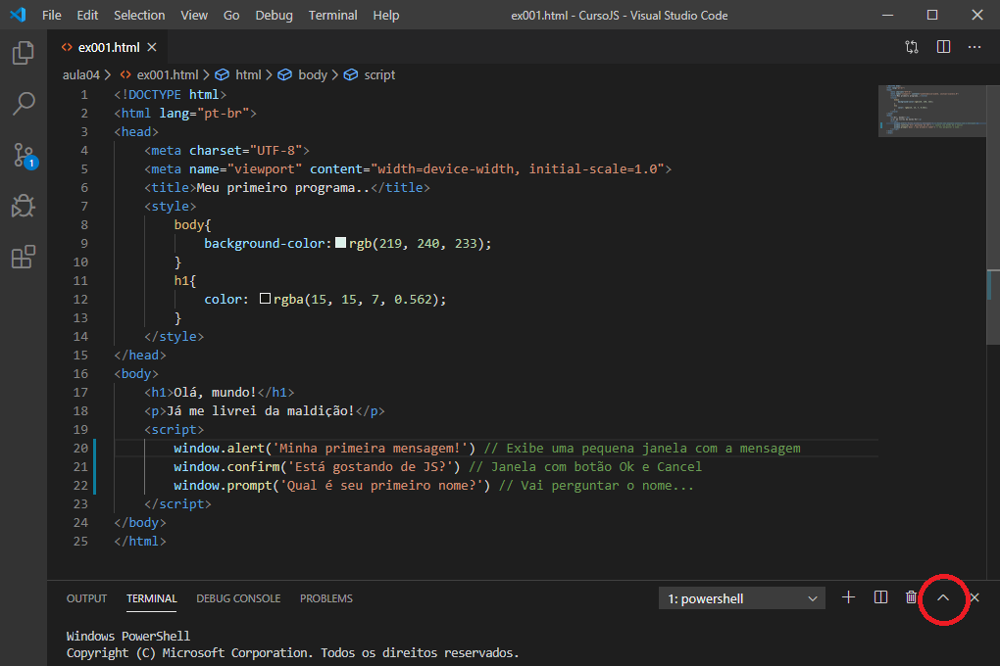 File Edit Selection View Go Debug Terminal Help ex001.html - CursoJS - Visual Studio Code
ex001.html
aula04 > ex001.html > html > body > script
1 <!DOCTYPE html>
2 <html lang="pt-br">
3 <head>
4 <meta charset="UTF-8">
5 <meta name="viewport" content="width=device-width, initial-scale=1.0">
6 <title>Meu primeiro programa..</title>
7 <style>
8 body{
9 background-color: rgb(219, 240, 233);
10 }
11 h1{
12 color: rgba(15, 15, 7, 0.562);
13 }
14 </style>
15 </head>
16 <body>
17 <h1>Olá, mundo!</h1>
18 <p>Já me livrei da maldição!</p>
19 <script>
20 window.alert('Minha primeira mensagem!') // Exibe uma pequena janela com a mensagem
21 window.confirm('Está gostando de JS?') // Janela com botão Ok e Cancel
22 window.prompt('Qual é seu primeiro nome?') // Vai perguntar o nome...
23 </script>
24 </body>
25 </html>
1
OUTPUT TERMINAL DEBUG CONSOLE PROBLEMS 1: powershell
Windows PowerShell
Copyright (C) Microsoft Corporation. Todos os direitos reservados.